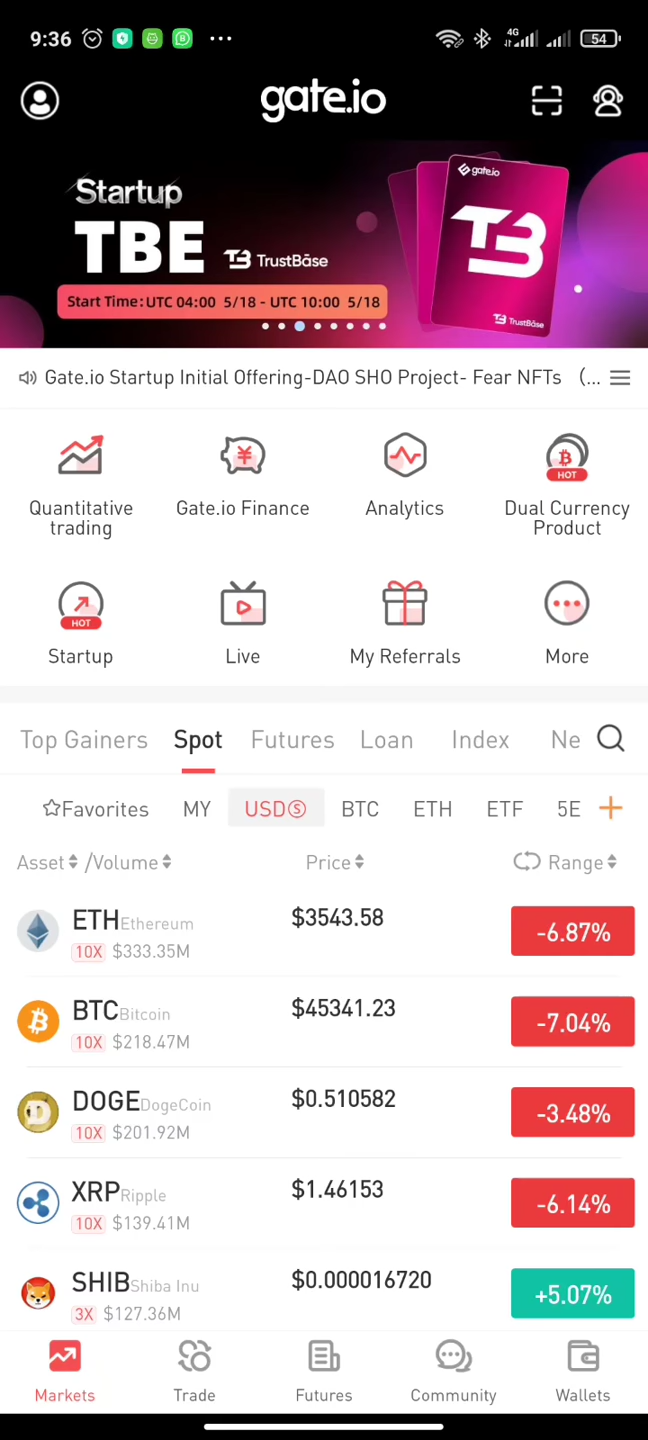 9:36
4G
54
gate.io
Startup
TBE
TrustBāse
Start Time: UTC 04:00 5/18 - UTC 10:00 5/18
gate.io
TrustBāse
Gate.io Startup Initial Offering-DAO SHO Project- Fear NFTs （...
HOT
Quantitative trading
Gate.io Finance
Analytics
Dual Currency Product
HOT
Startup
Live
My Referrals
More
Top Gainers Spot Futures Loan Index Ne
Favorites MY USDⓈ BTC ETH ETF 5E
Asset /Volume Price Range
ETH Ethereum $3543.58 -6.87%
10X $333.35M
BTC Bitcoin $45341.23 -7.04%
10X $218.47M
DOGE DogeCoin $0.510582 -3.48%
10X $201.92M
XRP Ripple $1.46153 -6.14%
10X $139.41M
SHIB Shiba Inu $0.000016720 +5.07%
3X $127.36M
Markets Trade Futures Community Wallets